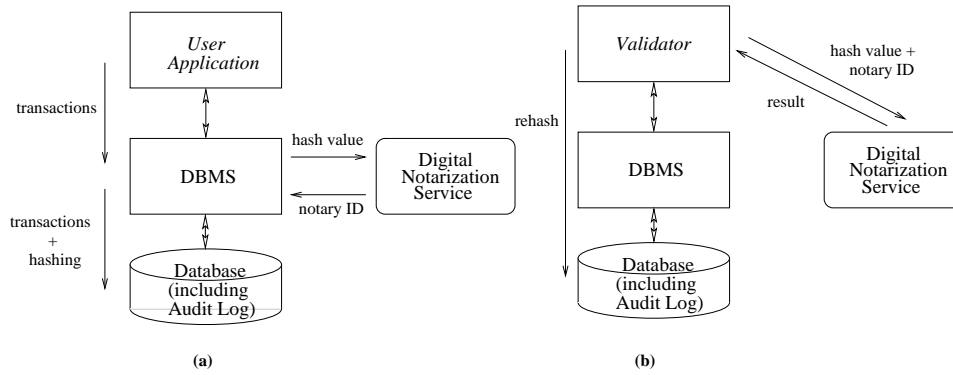 User
Application
transactions
DBMS
hash value
notary ID
Digital
Notarization
Service
transactions
+
hashing
Database
(including
Audit Log)
(a)
Validator
hash value +
notary ID
result
rehash
DBMS
Digital
Notarization
Service
Database
(including
Audit Log)
(b)